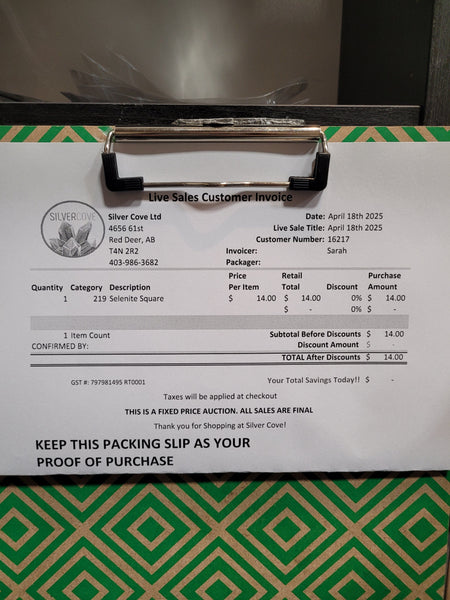 Live Sales Customer Invoice
SILVERCOVE
Silver Cove Ltd
4656 61st
Red Deer, AB
T4N 2R2
403-986-3682
Date: April 18th 2025
Live Sale Title: April 18th 2025
Customer Number: 16217
Invoicer: Sarah
Packager:
Quantity Category Description Price Per Item Retail Total Discount Purchase Amount
1 219 Selenite Square $ 14.00 $ 14.00 0% $ 14.00
$ - 0% $ -
1 Item Count Subtotal Before Discounts $ 14.00
CONFIRMED BY: Discount Amount $ -
TOTAL After Discounts $ 14.00
GST #: 797981495 RT0001 Your Total Savings Today!! $ -
Taxes will be applied at checkout
THIS IS A FIXED PRICE AUCTION. ALL SALES ARE FINAL
Thank you for Shopping at Silver Cove!
KEEP THIS PACKING SLIP AS YOUR
PROOF OF PURCHASE